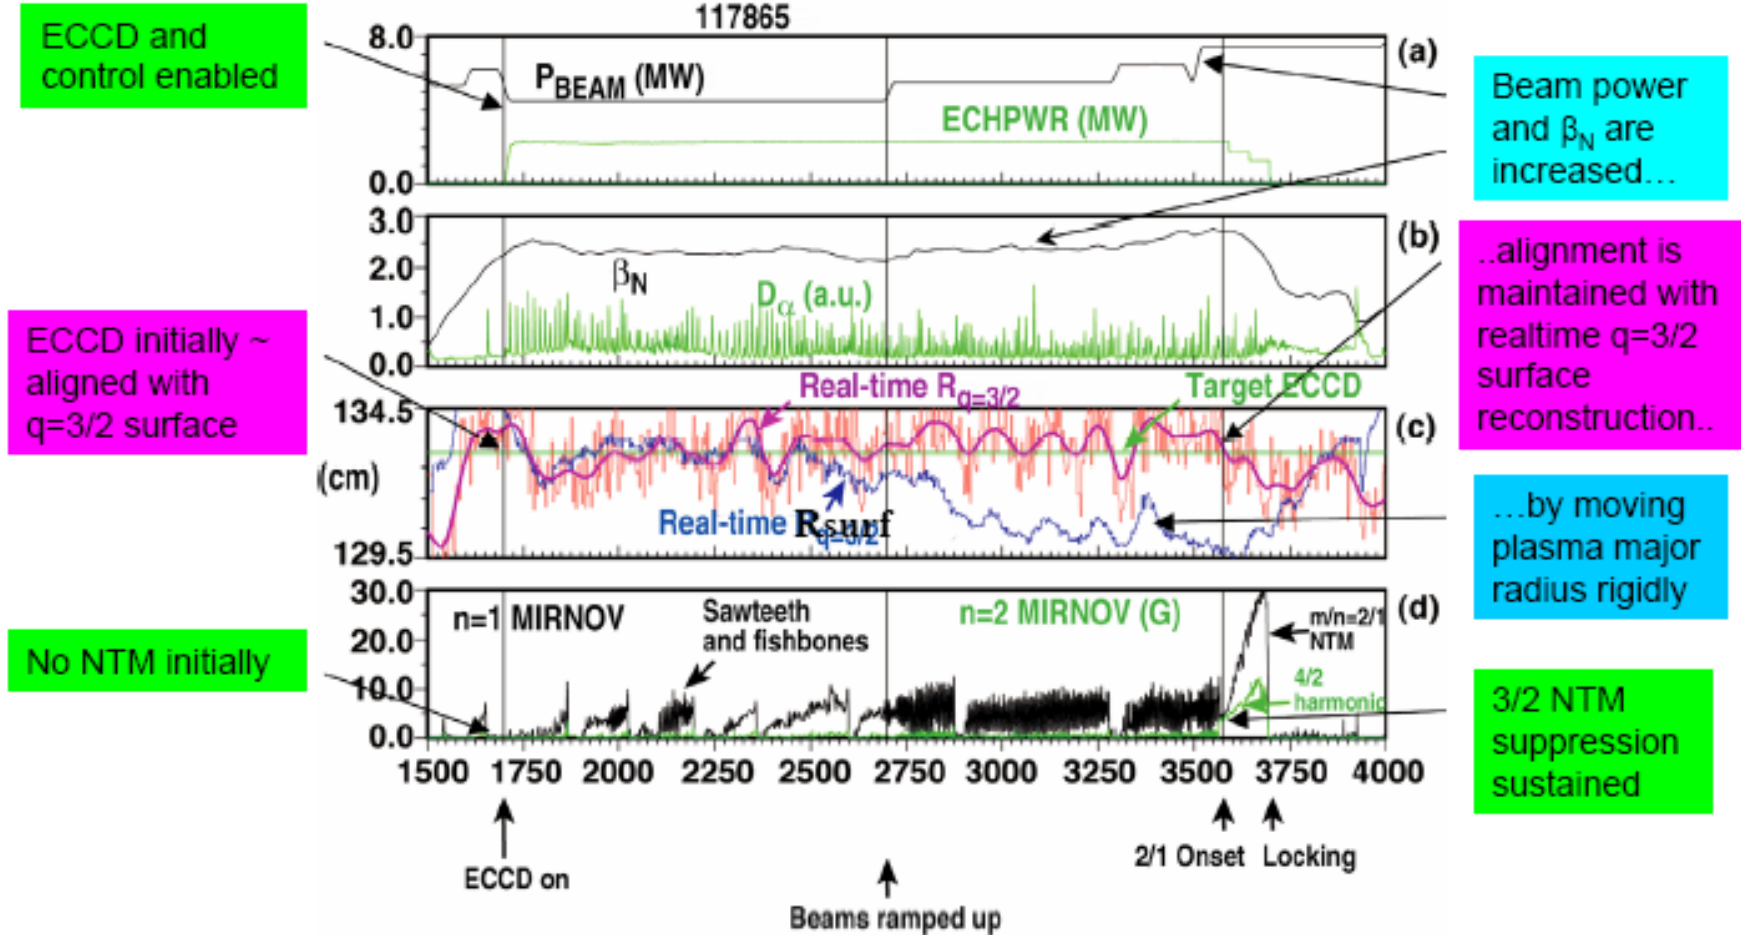 117865
ECCD and
control enabled
8.0
0.0
P_BEAM (MW)
ECHPWR (MW)
(a)
Beam power
and β_N are
increased…
3.0
2.0
1.0
0.0
β_N
D_α (a.u.)
(b)
..alignment is
maintained with
realtime q=3/2
surface
reconstruction..
ECCD initially ~
aligned with
q=3/2 surface
Real-time R_q=3/2
Target ECCD
134.5
(cm)
129.5
Real-time R_q=3/2
Rsurf
(c)
…by moving
plasma major
radius rigidly
No NTM initially
30.0
20.0
10.0
0.0
n=1 MIRNOV
Sawteeth
and fishbones
n=2 MIRNOV (G)
m/n=2/1
NTM
4/2
harmonic
(d)
3/2 NTM
suppression
sustained
1500 1750 2000 2250 2500 2750 3000 3250 3500 3750 4000
ECCD on
Beams ramped up
2/1 Onset
Locking